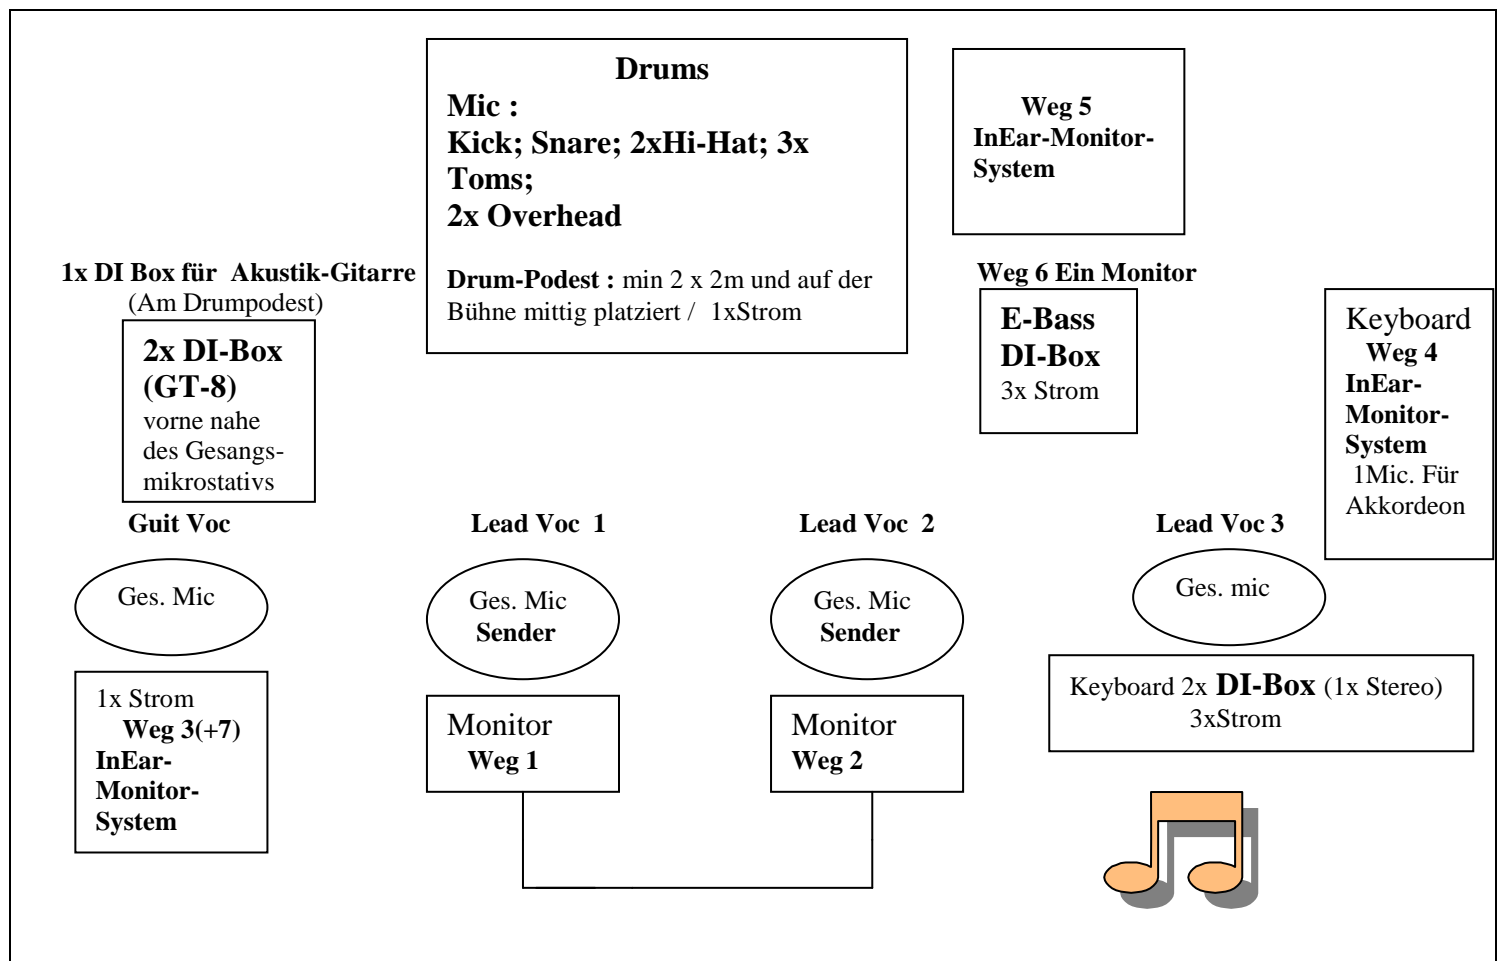 Drums
Mic :
Kick; Snare; 2xHi-Hat; 3x
Toms;
2x Overhead
Drum-Podest : min 2 x 2m und auf der
Bühne mittig platziert / 1xStrom
Weg 5
InEar-Monitor-
System
1x DI Box für Akustik-Gitarre
(Am Drumpodest)
2x DI-Box
(GT-8)
vorne nahe
des Gesangs-
mikrostativs
Weg 6 Ein Monitor
E-Bass
DI-Box
3x Strom
Keyboard
Weg 4
InEar-
Monitor-
System
1Mic. Für
Akkordeon
Guit Voc
Ges. Mic
1x Strom
Weg 3(+7)
InEar-
Monitor-
System
Lead Voc 1
Ges. Mic
Sender
Monitor
Weg 1
Lead Voc 2
Ges. Mic
Sender
Monitor
Weg 2
Lead Voc 3
Ges. mic
Keyboard 2x DI-Box (1x Stereo)
3xStrom